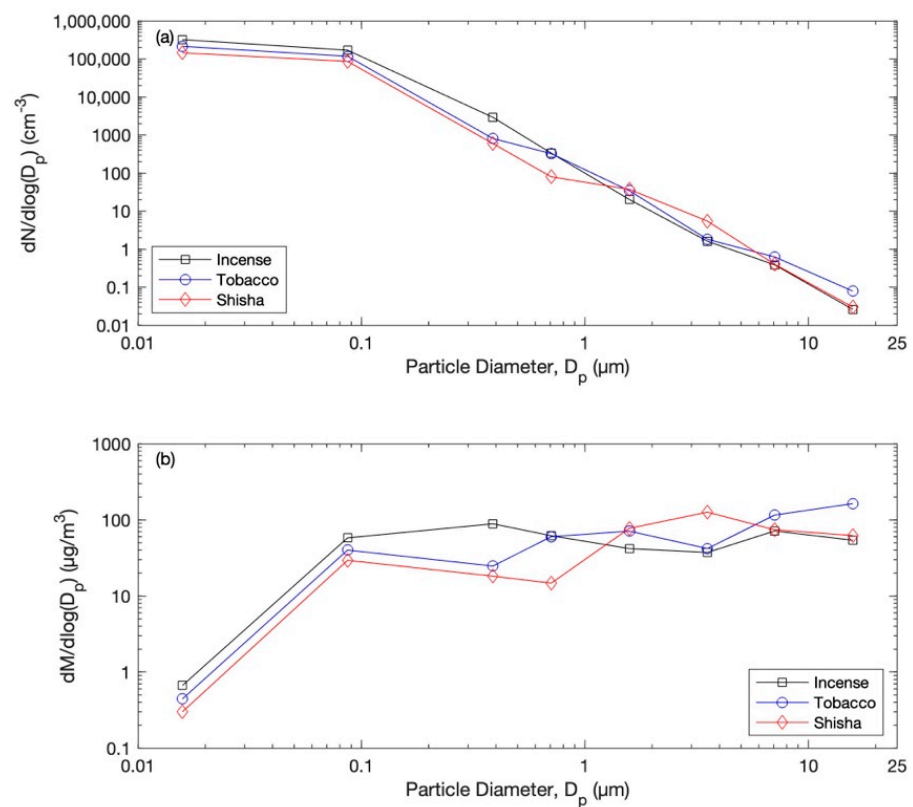 (a)
1,000,000
100,000
10,000
1000
100
10
1
0.1
0.01
dN/dlog(Dp) (cm-3)
Incense
Tobacco
Shisha
0.01 0.1 1 10 25
Particle Diameter, Dp (µm)
(b)
1000
100
10
1
0.1
dM/dlog(Dp) (µg/m3)
Incense
Tobacco
Shisha
0.01 0.1 1 10 25
Particle Diameter, Dp (µm)